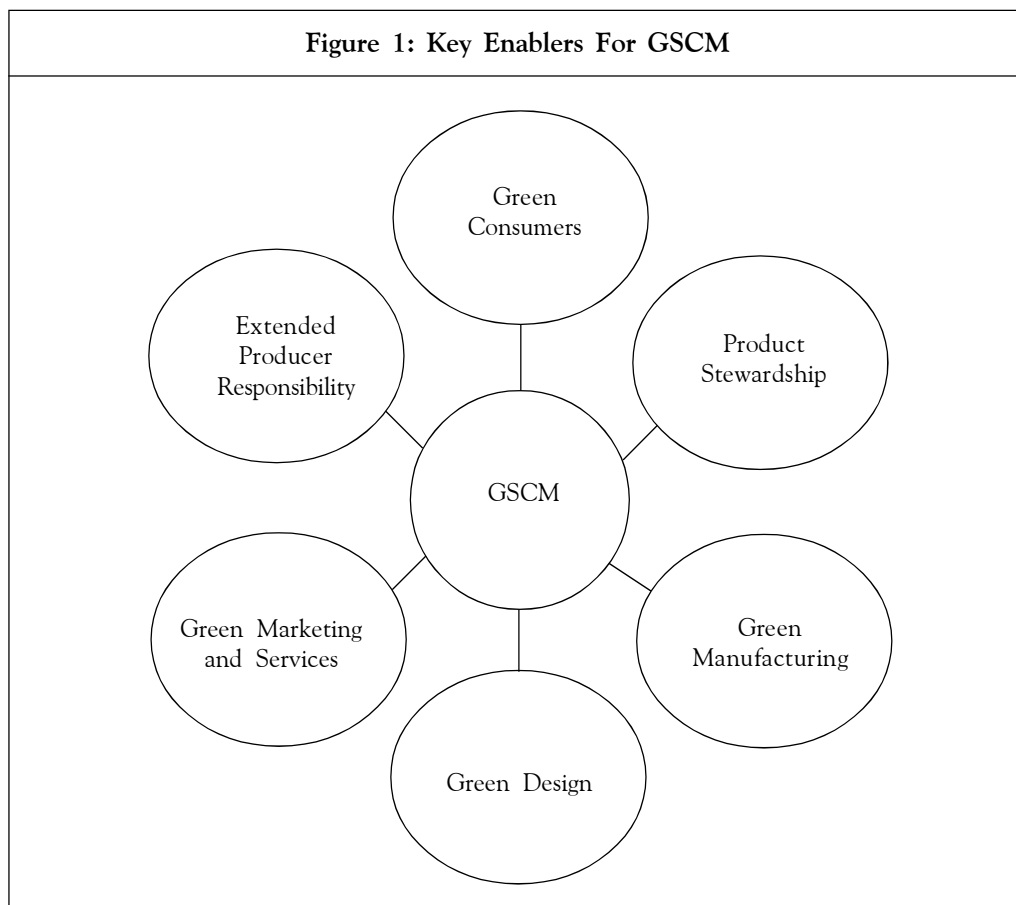 Figure 1: Key Enablers For GSCM
Green
Consumers
Product
Stewardship
Green
Manufacturing
Green Design
Green Marketing
and Services
Extended
Producer
Responsibility
GSCM